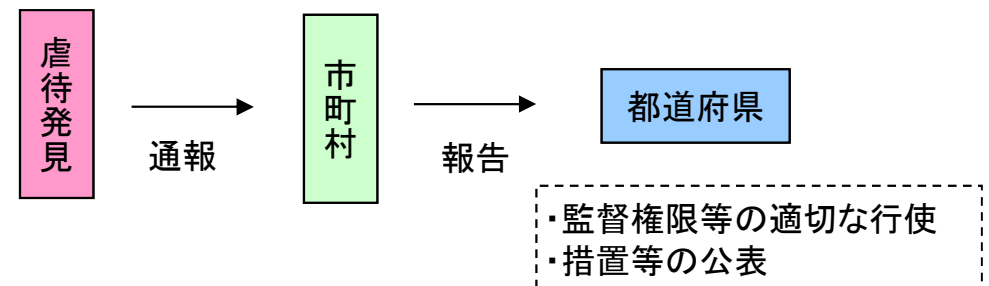 虐待発見
通報
市町村
報告
都道府県
・監督権限等の適切な行使
・措置等の公表